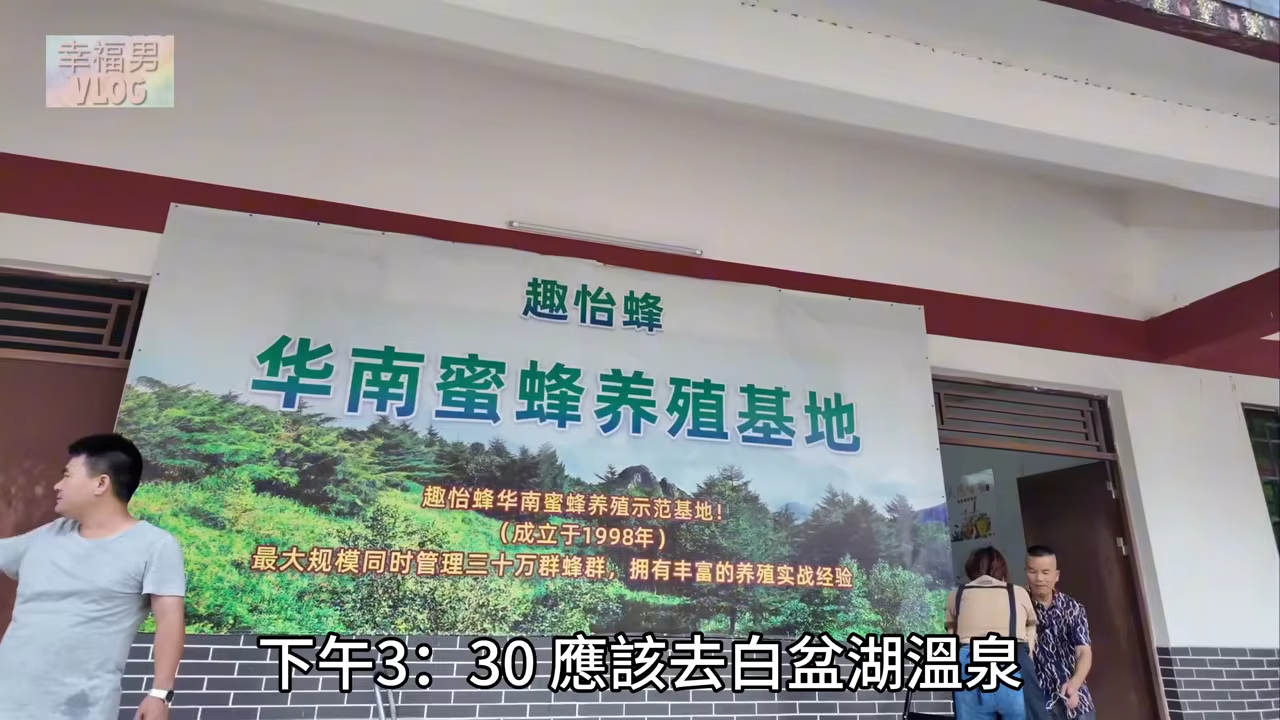 幸福男
VLOG
趣怡蜂
华南蜜蜂养殖基地
趣怡蜂华南蜜蜂养殖示范基地！
（成立于1998年）
最大规模同时管理三十万群蜂群，拥有丰富的养殖实战经验
下午3：30 應該去白盆湖溫泉